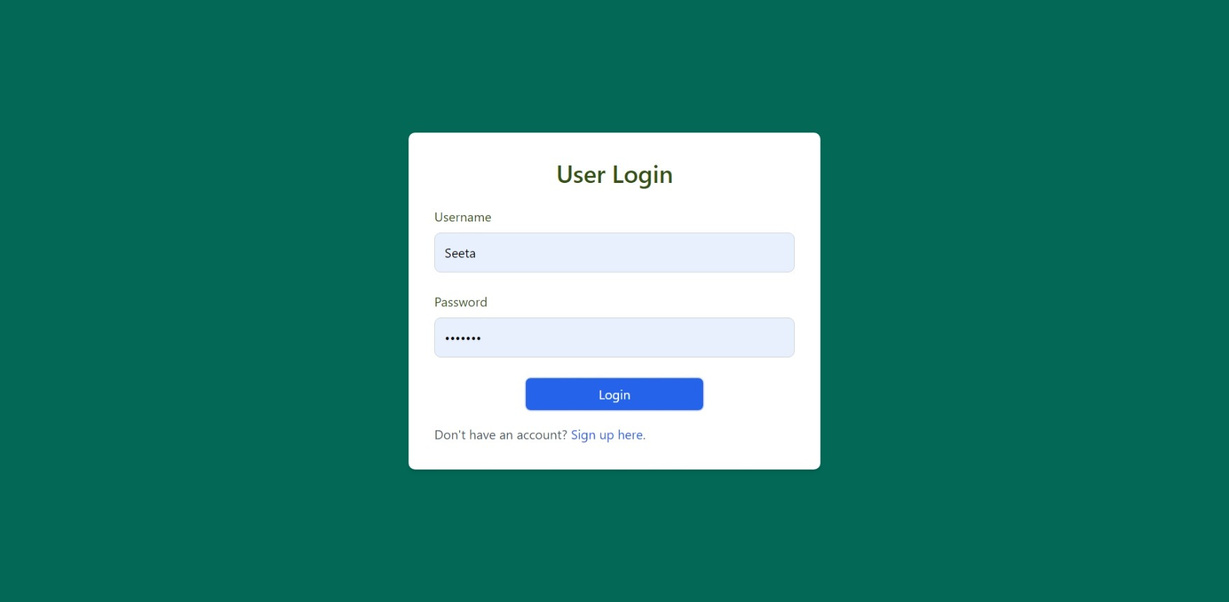 User Login
Username
Seeta
Password
•••••••
Login
Don't have an account? Sign up here.